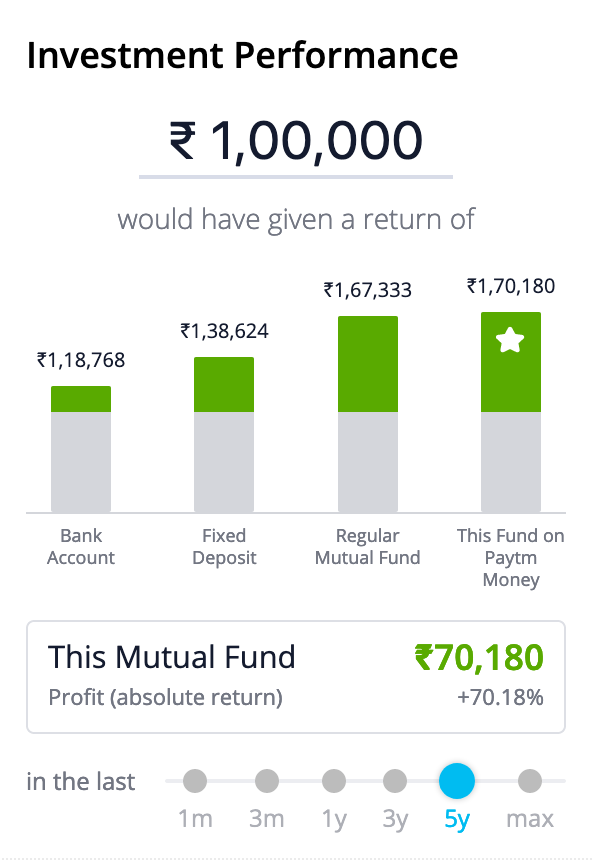 Investment Performance
₹ 1,00,000
would have given a return of
₹1,18,768
₹1,38,624
₹1,67,333
₹1,70,180
Bank
Account
Fixed
Deposit
Regular
Mutual Fund
This Fund on
Paytm
Money
This Mutual Fund
₹70,180
Profit (absolute return)
+70.18%
in the last
1m
3m
1y
3y
5y
max